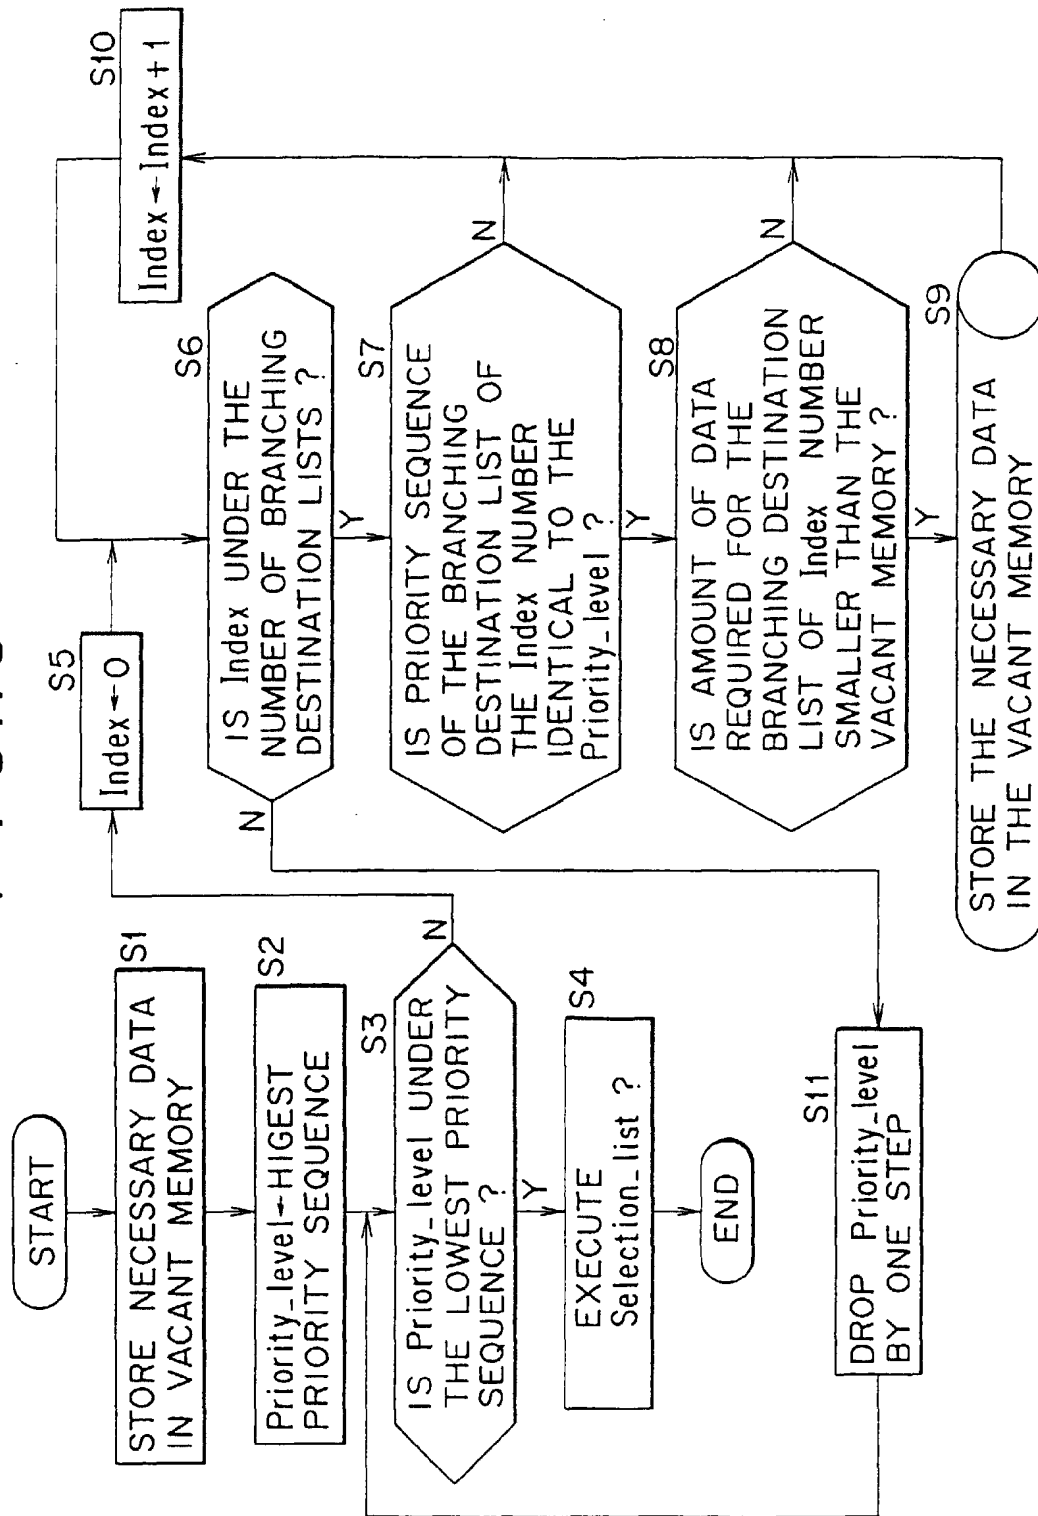 START
S1
STORE NECESSARY DATA
IN VACANT MEMORY
S2
Priority_level←HIGEST
PRIORITY SEQUENCE
S3
IS Priority_level UNDER
THE LOWEST PRIORITY
SEQUENCE ?
N
Y
S4
EXECUTE
Selection_list ?
END
S5
Index←0
S6
IS Index UNDER THE
NUMBER OF BRANCHING
DESTINATION LISTS ?
N
Y
S7
IS PRIORITY SEQUENCE
OF THE BRANCHING
DESTINATION LIST OF
THE Index NUMBER
IDENTICAL TO THE
Priority_level ?
N
Y
S8
IS AMOUNT OF DATA
REQUIRED FOR THE
BRANCHING DESTINATION
LIST OF Index NUMBER
SMALLER THAN THE
VACANT MEMORY ?
N
Y
S9
STORE THE NECESSARY DATA
IN THE VACANT MEMORY
S10
Index←Index+1
S11
DROP Priority_level
BY ONE STEP